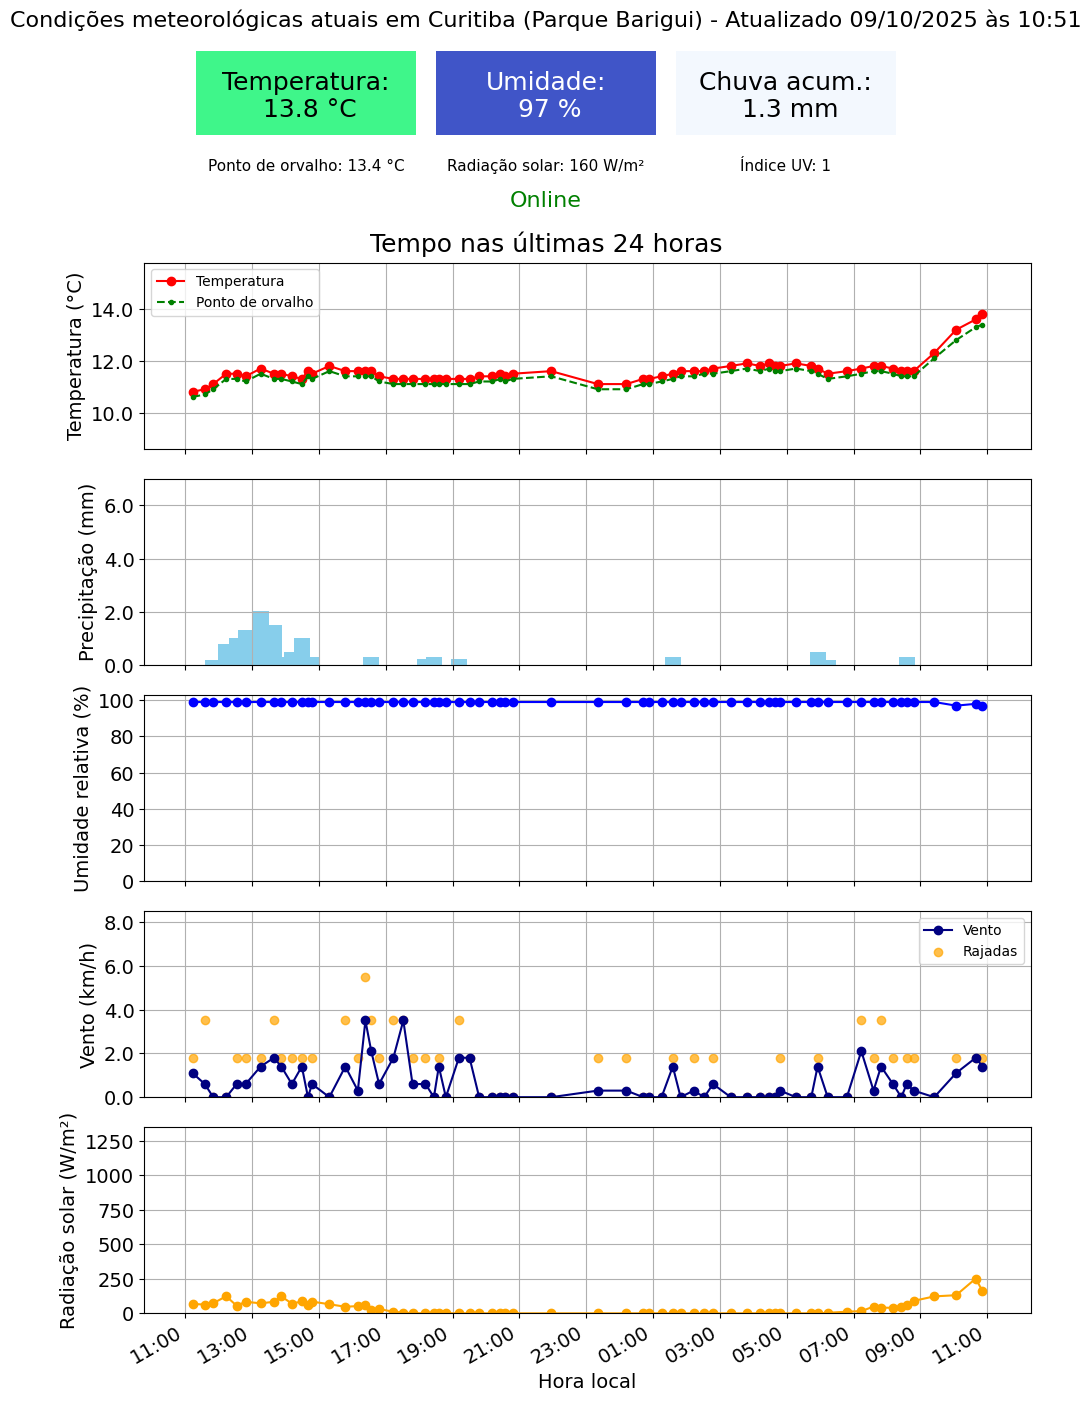 Condições meteorológicas atuais em Curitiba (Parque Barigui) - Atualizado 09/10/2025 às 10:51
Temperatura:
13.8 °C
Umidade:
97 %
Chuva acum.:
1.3 mm
Ponto de orvalho: 13.4 °C
Radiação solar: 160 W/m²
Índice UV: 1
Online
Tempo nas últimas 24 horas
Temperatura (°C)
14.0
12.0
10.0
Temperatura
Ponto de orvalho
Precipitação (mm)
6.0
4.0
2.0
0.0
Umidade relativa (%)
100
80
60
40
20
0
Vento (km/h)
8.0
6.0
4.0
2.0
0.0
Vento
Rajadas
Radiação solar (W/m²)
1250
1000
750
500
250
0
11:00
13:00
15:00
17:00
19:00
21:00
23:00
01:00
03:00
05:00
07:00
09:00
11:00
Hora local